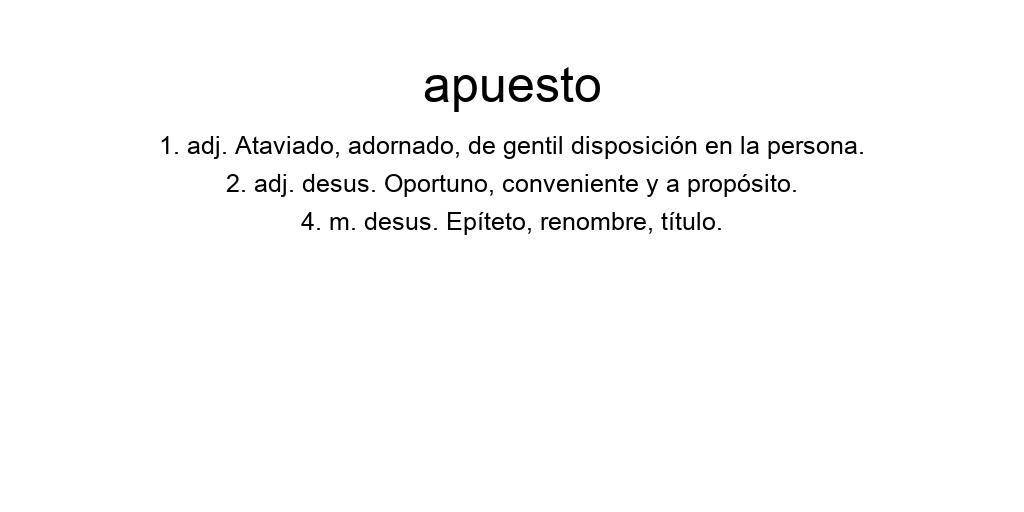 apuesto
1. adj. Ataviado, adornado, de gentil disposición en la persona.
2. adj. desus. Oportuno, conveniente y a propósito.
4. m. desus. Epíteto, renombre, título.